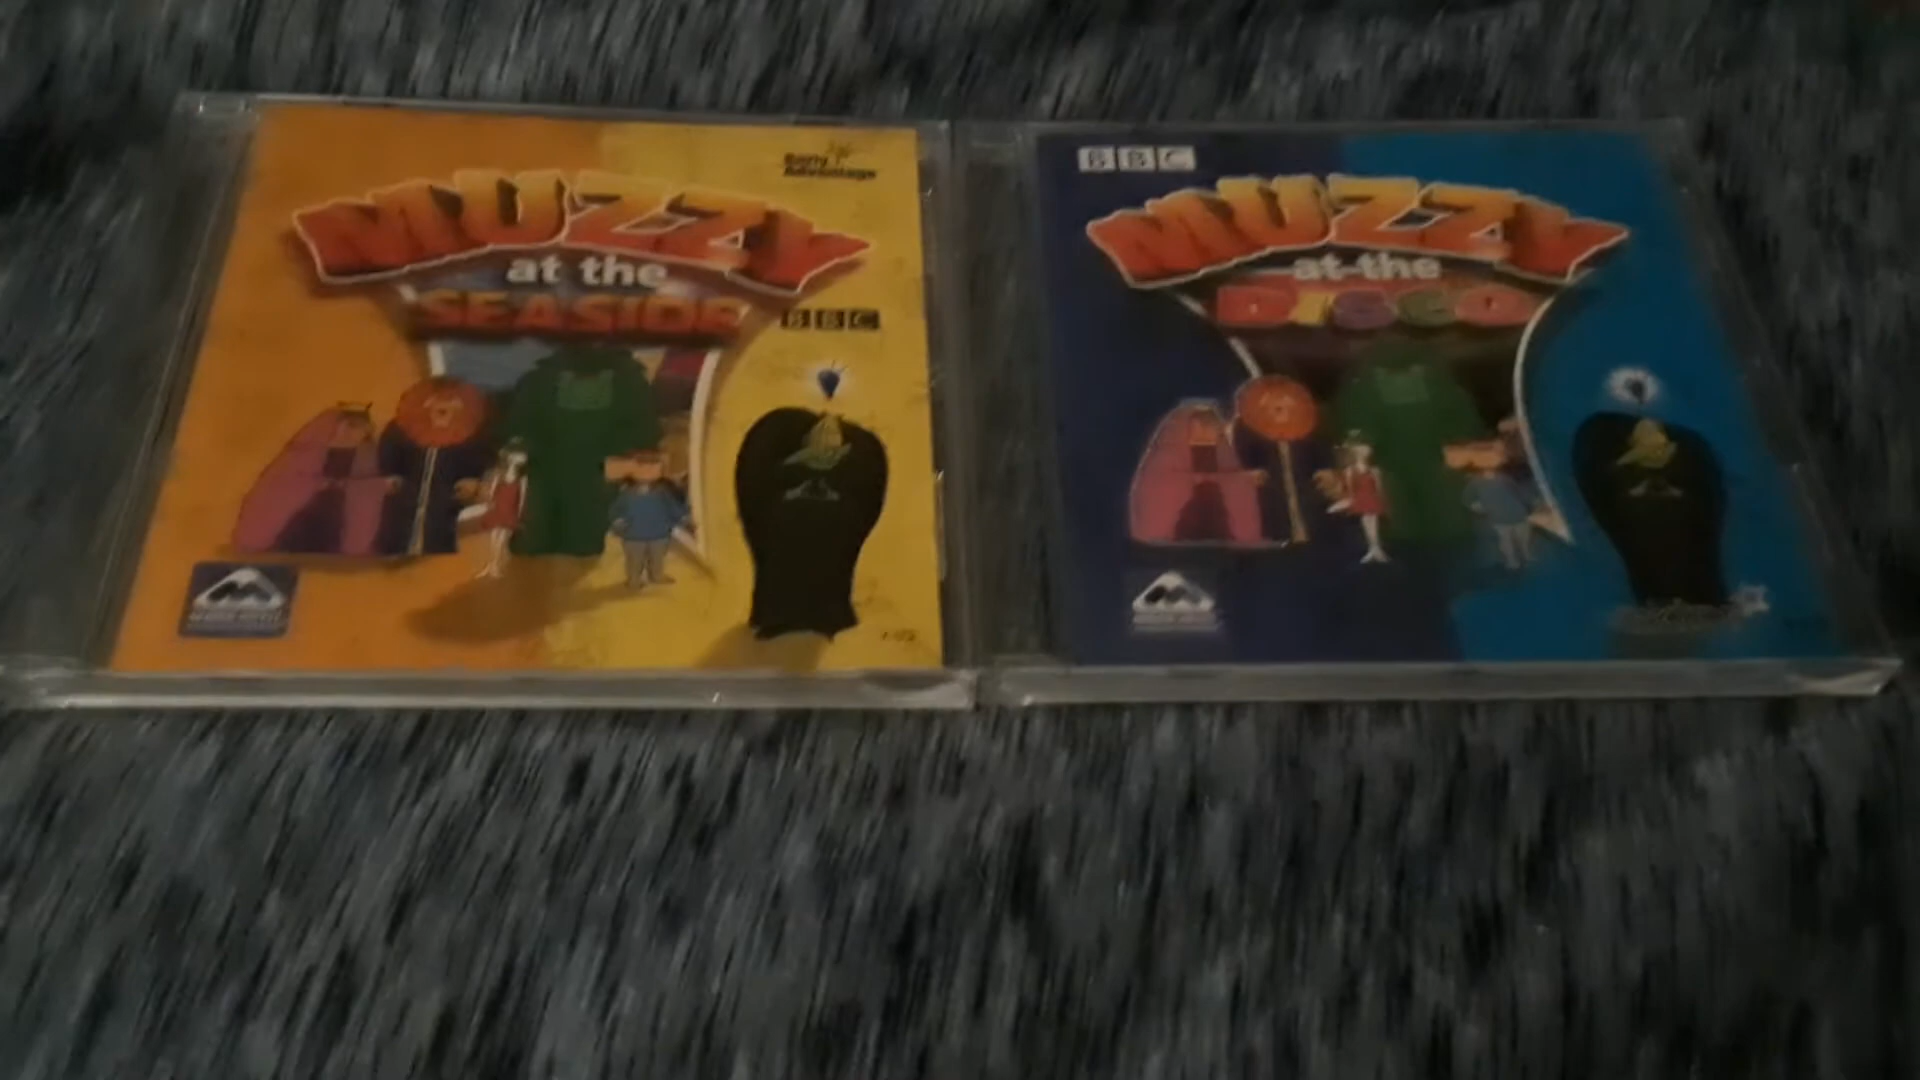 Early
Advantage
MUZZY
at the
SEASIDE
BBC
BBC
MUZZY
at the
DISCO